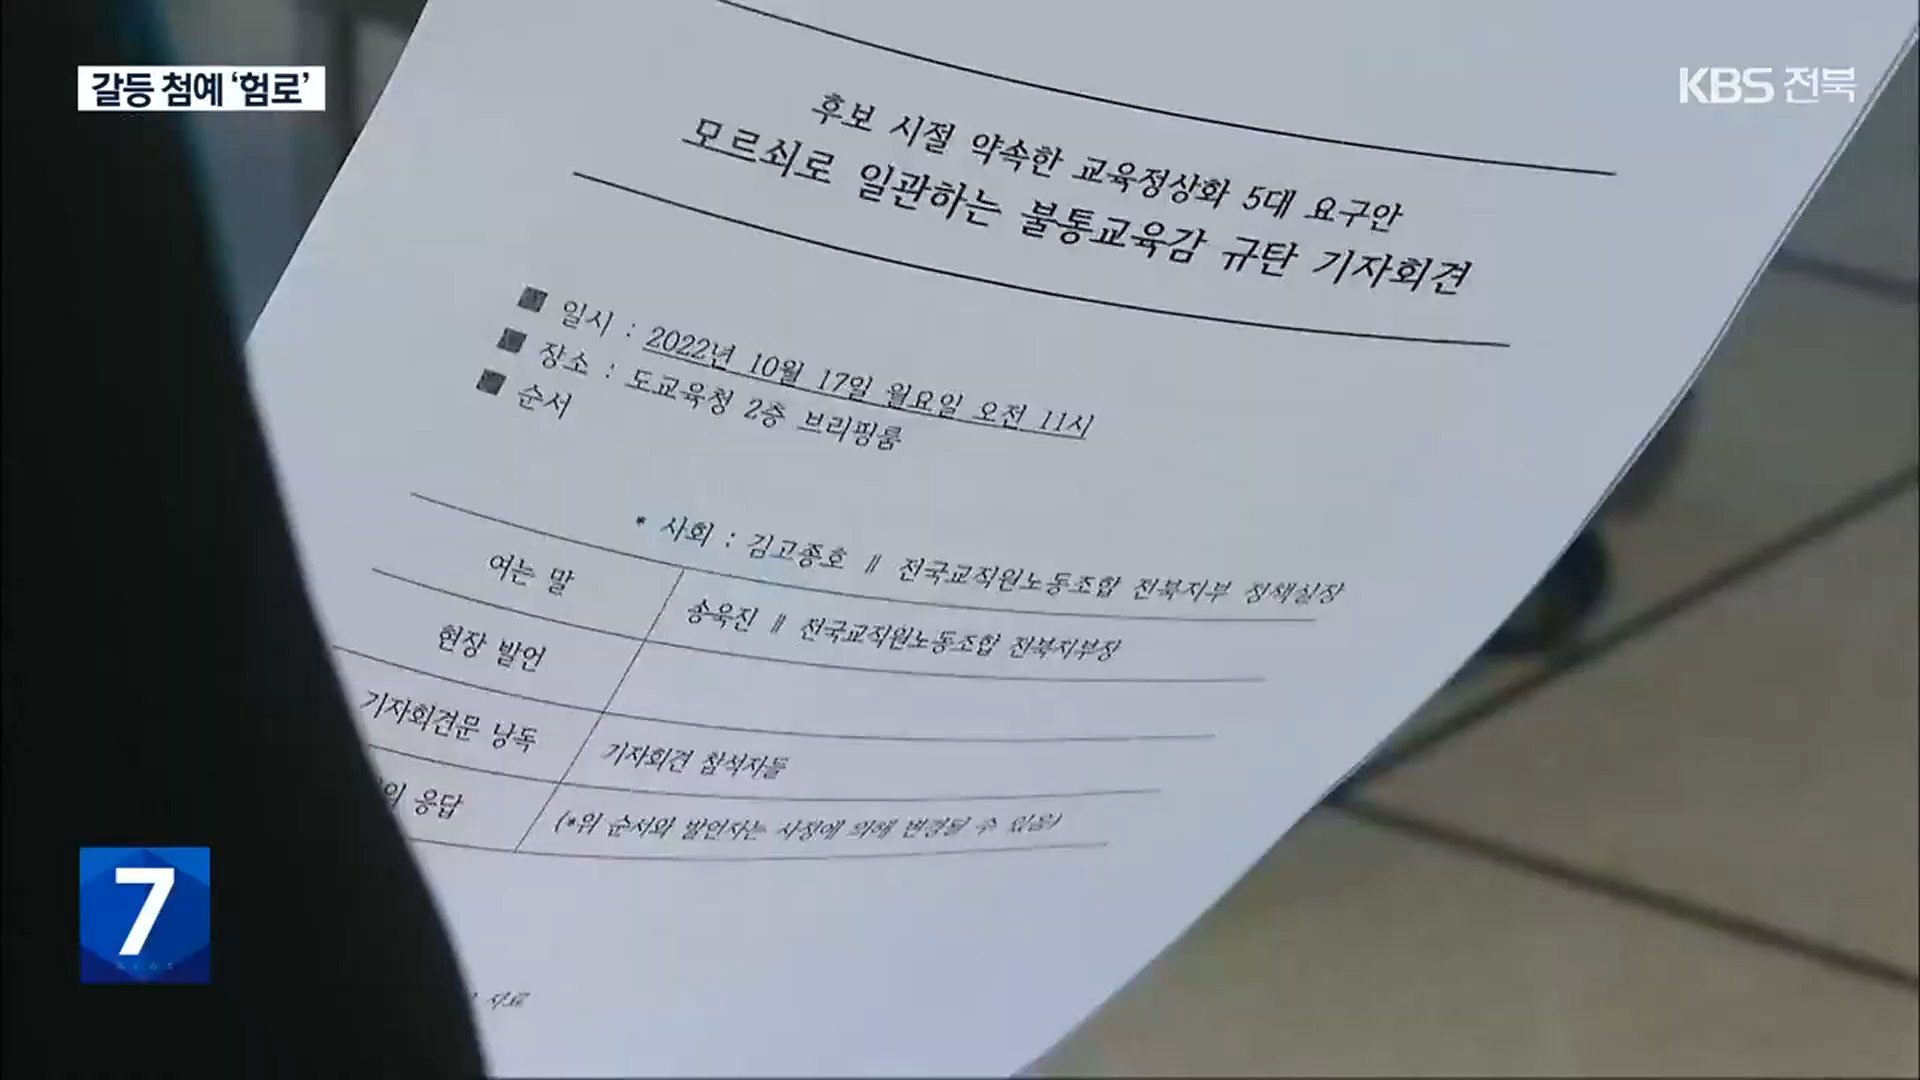 갈등 첨예 ‘험로’
KBS 전북
후보 시절 약속한 교육정상화 5대 요구안
모르쇠로 일관하는 불통교육감 규탄 기자회견
■ 일시 : 2022년 10월 17일 월요일 오전 11시
■ 장소 : 도교육청 2층 브리핑룸
■ 순서
* 사회 : 김고종호 ∥ 전국교직원노동조합 전북지부 정책실장
여는 말 송욱진 ∥ 전국교직원노동조합 전북지부장
현장 발언
기자회견문 낭독 기자회견 참석자들
응답 (*위 순서와 발언자는 사정에 의해 변경될 수 있음)
자료
7
NEWS